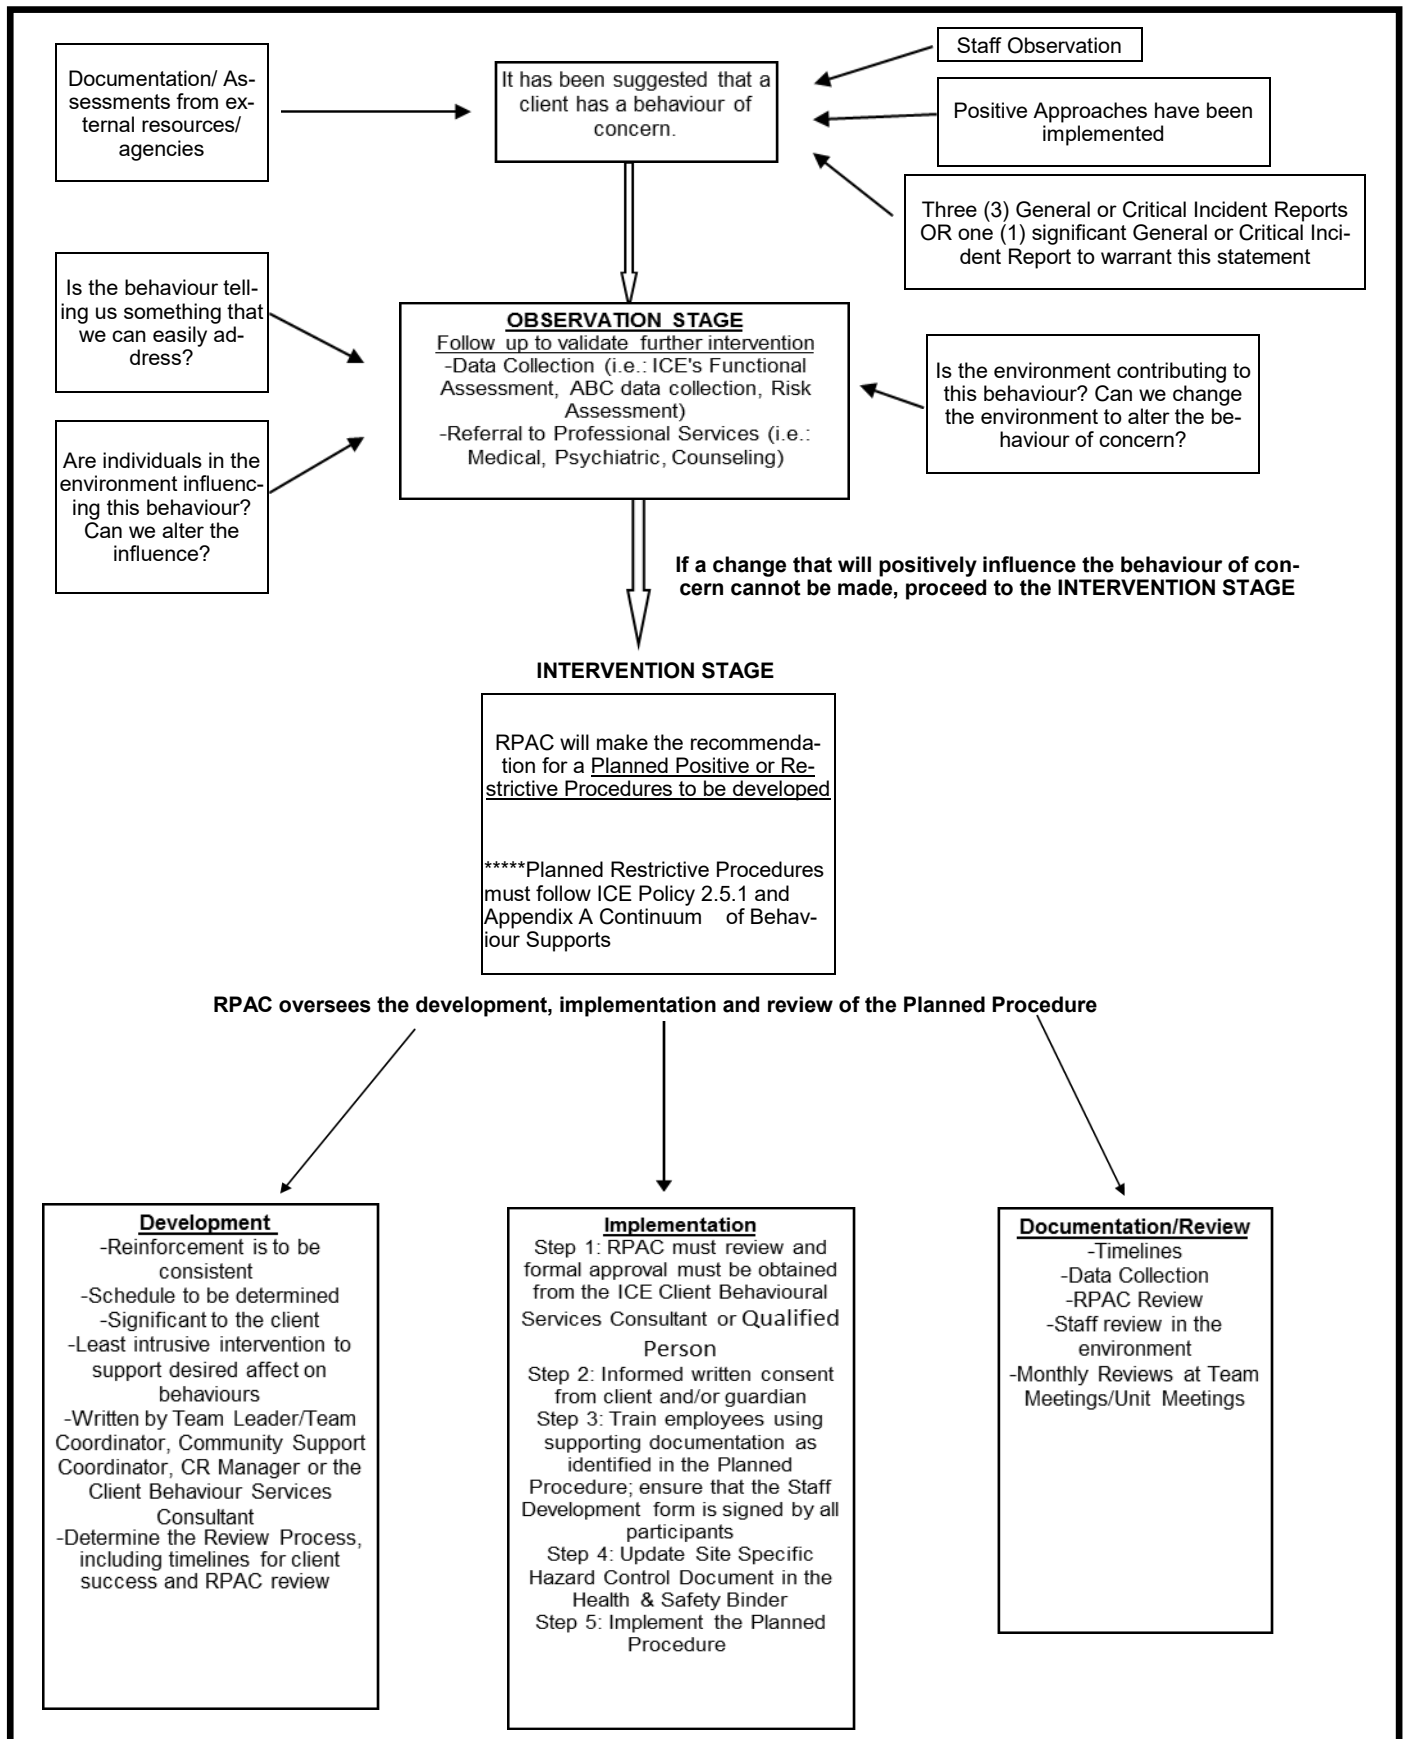 Documentation/ As-
sessments from ex-
ternal resources/
agencies
It has been suggested that a
client has a behaviour of
concern.
Staff Observation
Positive Approaches have been
implemented
Three (3) General or Critical Incident Reports
OR one (1) significant General or Critical Inci-
dent Report to warrant this statement
Is the behaviour tell-
ing us something that
we can easily ad-
dress?
Are individuals in the
environment influenc-
ing this behaviour?
Can we alter the
influence?
OBSERVATION STAGE
Follow up to validate further intervention
-Data Collection (i.e.: ICE's Functional
Assessment, ABC data collection, Risk
Assessment)
-Referral to Professional Services (i.e.:
Medical, Psychiatric, Counseling)
Is the environment contributing to
this behaviour? Can we change
the environment to alter the be-
haviour of concern?
If a change that will positively influence the behaviour of con-
cern cannot be made, proceed to the INTERVENTION STAGE
INTERVENTION STAGE
RPAC will make the recommenda-
tion for a Planned Positive or Re-
strictive Procedures to be developed
*****Planned Restrictive Procedures
must follow ICE Policy 2.5.1 and
Appendix A Continuum of Behav-
iour Supports
RPAC oversees the development, implementation and review of the Planned Procedure
Development
-Reinforcement is to be
consistent
-Schedule to be determined
-Significant to the client
-Least intrusive intervention to
support desired affect on
behaviours
-Written by Team Leader/Team
Coordinator, Community Support
Coordinator, CR Manager or the
Client Behaviour Services
Consultant
-Determine the Review Process,
including timelines for client
success and RPAC review
Implementation
Step 1: RPAC must review and
formal approval must be obtained
from the ICE Client Behavioural
Services Consultant or Qualified
Person
Step 2: Informed written consent
from client and/or guardian
Step 3: Train employees using
supporting documentation as
identified in the Planned
Procedure; ensure that the Staff
Development form is signed by all
participants
Step 4: Update Site Specific
Hazard Control Document in the
Health & Safety Binder
Step 5: Implement the Planned
Procedure
Documentation/Review
-Timelines
-Data Collection
-RPAC Review
-Staff review in the
environment
-Monthly Reviews at Team
Meetings/Unit Meetings